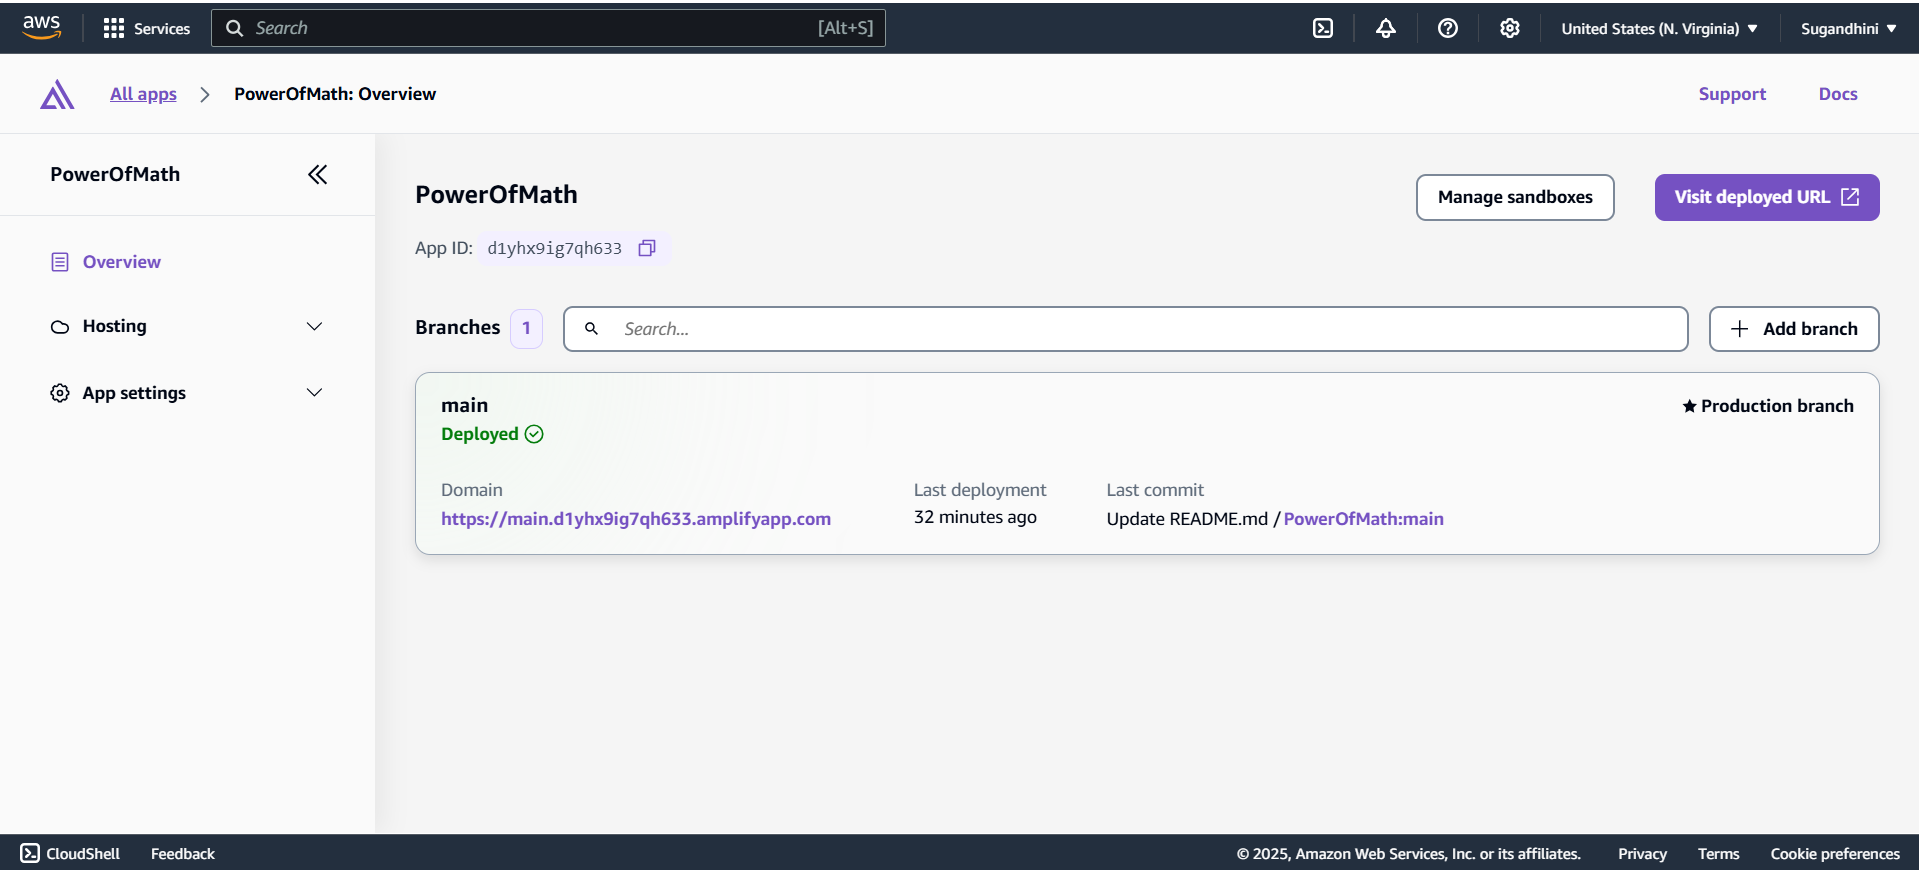 aws Services Search [Alt+S] United States (N. Virginia) Sugandhini
All apps PowerOfMath: Overview Support Docs
PowerOfMath
Overview
Hosting
App settings
PowerOfMath
Manage sandboxes Visit deployed URL
App ID: d1yhx9ig7qh633
Branches 1 Search... Add branch
main
Production branch
Deployed
Domain Last deployment Last commit
https://main.d1yhx9ig7qh633.amplifyapp.com 32 minutes ago Update README.md / PowerOfMath:main
CloudShell Feedback © 2025, Amazon Web Services, Inc. or its affiliates. Privacy Terms Cookie preferences